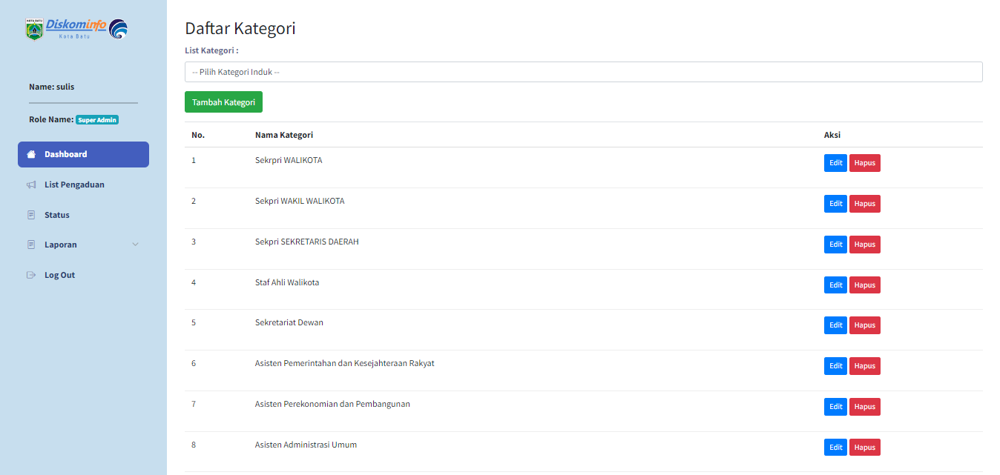 KOTA BATU
Diskominfo
Kota Batu
Name: sulis
Role Name: Super Admin
Dashboard
List Pengaduan
Status
Laporan
Log Out
Daftar Kategori
List Kategori :
-- Pilih Kategori Induk --
Tambah Kategori
No. Nama Kategori Aksi
1 Sekrpri WALIKOTA Edit Hapus
2 Sekpri WAKIL WALIKOTA Edit Hapus
3 Sekpri SEKRETARIS DAERAH Edit Hapus
4 Staf Ahli Walikota Edit Hapus
5 Sekretariat Dewan Edit Hapus
6 Asisten Pemerintahan dan Kesejahteraan Rakyat Edit Hapus
7 Asisten Perekonomian dan Pembangunan Edit Hapus
8 Asisten Administrasi Umum Edit Hapus